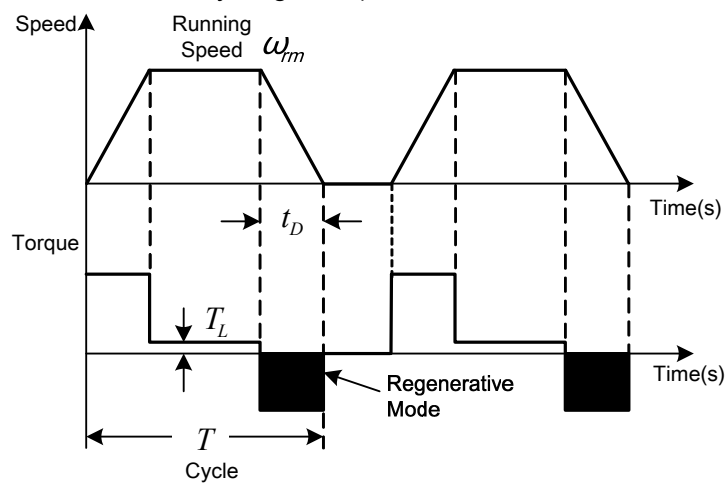 Speed
Running
Speed ω_rm
Time(s)
t_D
Torque
T_L
Time(s)
Regenerative
Mode
T
Cycle